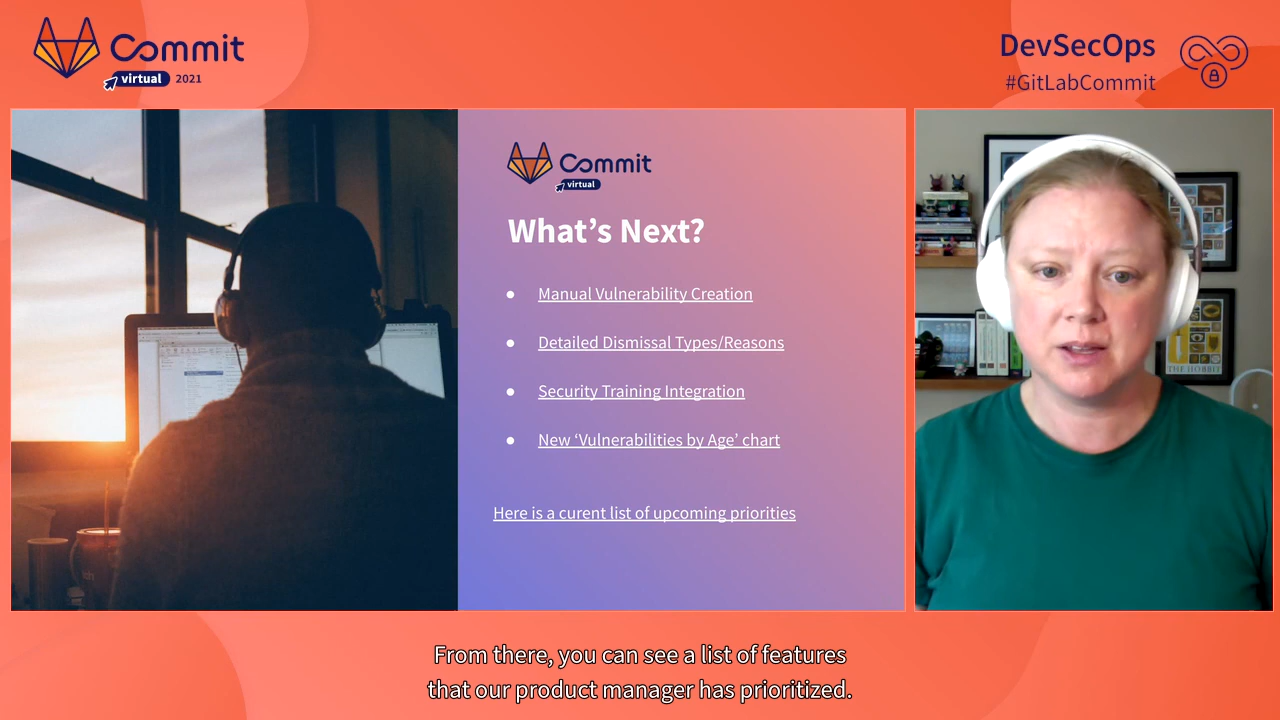 Commit
virtual 2021
DevSecOps
#GitLabCommit
Commit
virtual
What's Next?
● Manual Vulnerability Creation
● Detailed Dismissal Types/Reasons
● Security Training Integration
● New ‘Vulnerabilities by Age’ chart
Here is a curent list of upcoming priorities
THE HOBBIT
From there, you can see a list of features
that our product manager has prioritized.